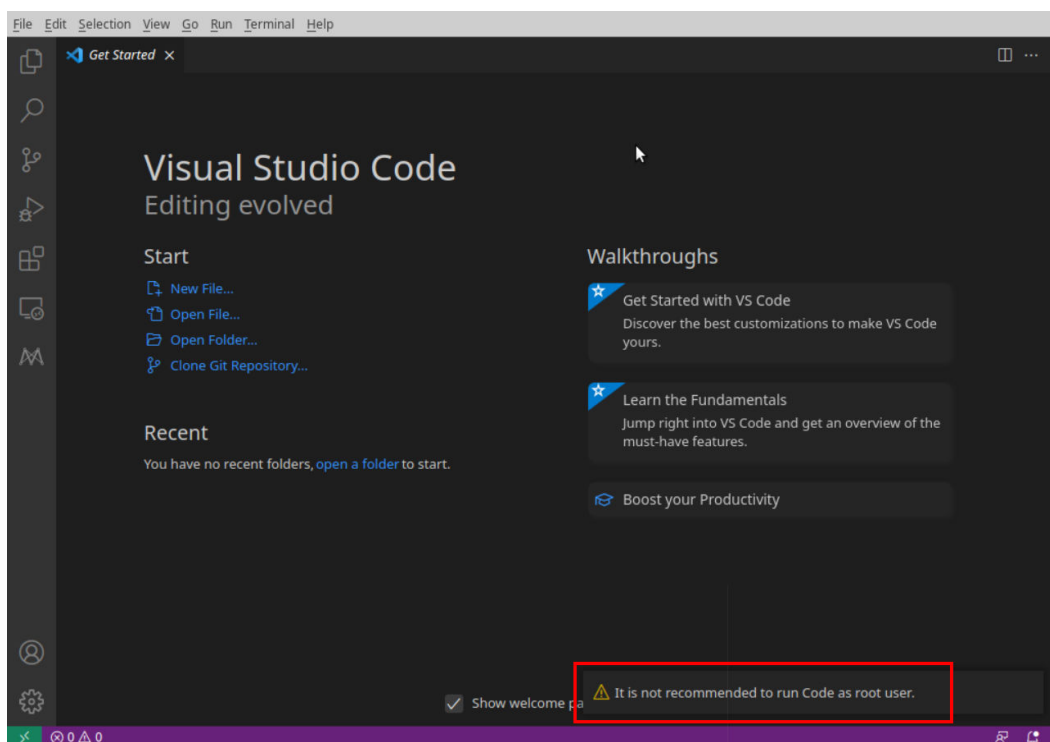 File Edit Selection View Go Run Terminal Help
Get Started
Visual Studio Code
Editing evolved
Start
New File...
Open File...
Open Folder...
Clone Git Repository...
Recent
You have no recent folders, open a folder to start.
Walkthroughs
Get Started with VS Code
Discover the best customizations to make VS Code
yours.
Learn the Fundamentals
Jump right into VS Code and get an overview of the
must-have features.
Boost your Productivity
Show welcome pa
It is not recommended to run Code as root user.
0 0